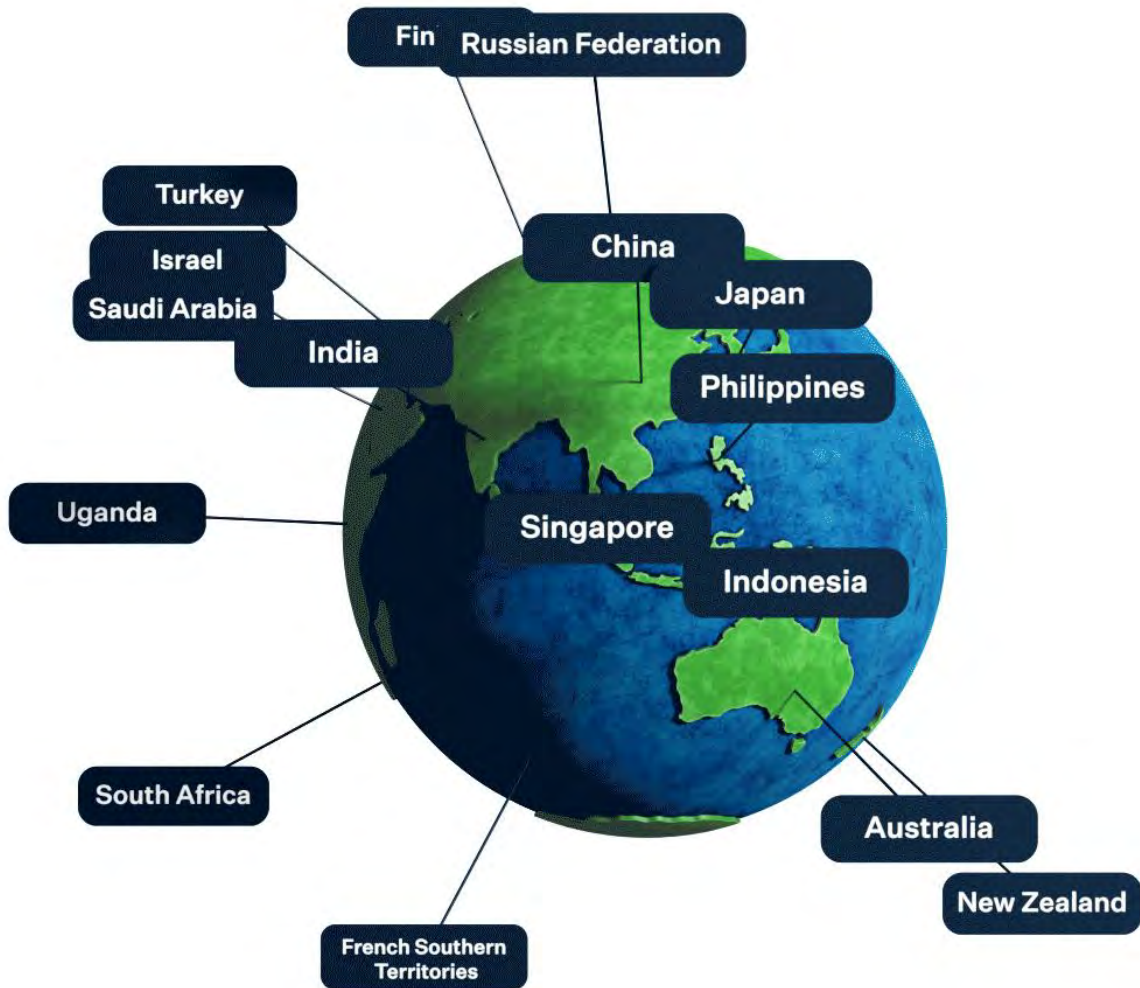 Fin
Russian Federation
Turkey
China
Israel
Japan
Saudi Arabia
India
Philippines
Uganda
Singapore
Indonesia
South Africa
Australia
New Zealand
French Southern
Territories